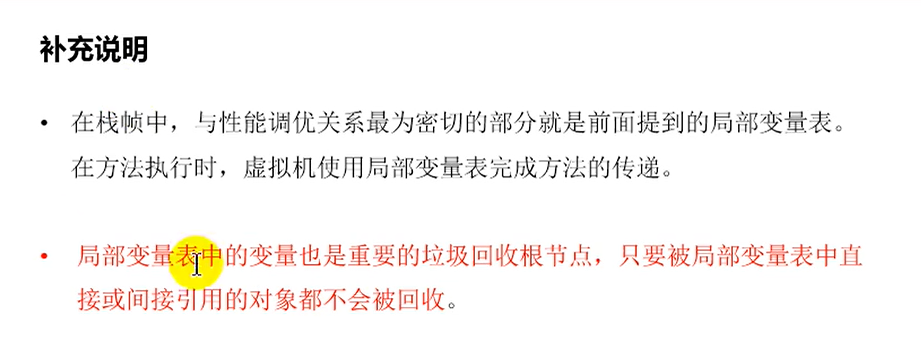 补充说明
• 在栈帧中，与性能调优关系最为密切的部分就是前面提到的局部变量表。
在方法执行时，虚拟机使用局部变量表完成方法的传递。
• 局部变量表中的变量也是重要的垃圾回收根节点，只要被局部变量表中直
接或间接引用的对象都不会被回收。